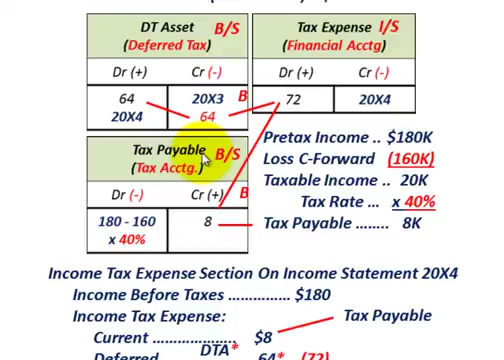 DT Asset B/S
(Deferred Tax)
Dr (+) Cr (-)
64 20X3 B
20X4 64
Tax Expense I/S
(Financial Acctg)
Dr (+) Cr (-)
72 20X4
Tax Payable B/S
(Tax Acctg.)
Dr (-) Cr (+) B
180 - 160 8
x 40%
Pretax Income .. $180K
Loss C-Forward (160K)
Taxable Income .. 20K
Tax Rate ... x 40%
Tax Payable ........ 8K
Income Tax Expense Section On Income Statement 20X4
Income Before Taxes ............... $180
Income Tax Expense: Tax Payable
Current ..................... $8
Deferred DTA* 64* (72)